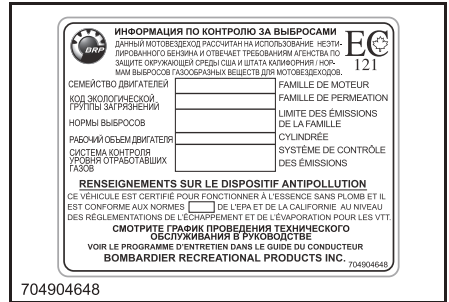 ИНФОРМАЦИЯ ПО КОНТРОЛЮ ЗА ВЫБРОСАМИ
BRP
ДАННЫЙ МОТОВЕЗДЕХОД РАССЧИТАН НА ИСПОЛЬЗОВАНИЕ НЕЭТИ-
ЛИРОВАННОГО БЕНЗИНА И ОТВЕЧАЕТ ТРЕБОВАНИЯМ АГЕНСТВА ПО
ЗАЩИТЕ ОКРУЖАЮЩЕЙ СРЕДЫ США И ШТАТА КАЛИФОРНИЯ / НОР-
МАМ ВЫБРОСОВ ГАЗООБРАЗНЫХ ВЕЩЕСТВ ДЛЯ МОТОВЕЗДЕХОДОВ.
EC
121
СЕМЕЙСТВО ДВИГАТЕЛЕЙ
FAMILLE DE MOTEUR
КОД ЭКОЛОГИЧЕСКОЙ
ГРУППЫ ЗАГРЯЗНЕНИЙ
FAMILLE DE PERMEATION
НОРМЫ ВЫБРОСОВ
LIMITE DES ÉMISSIONS
DE LA FAMILLE
РАБОЧИЙ ОБЪЕМ ДВИГАТЕЛЯ
CYLINDRÉE
СИСТЕМА КОНТРОЛЯ
УРОВНЯ ОТРАБОТАВШИХ
ГАЗОВ
SYSTÈME DE CONTRÔLE
DES ÉMISSIONS
RENSEIGNEMENTS SUR LE DISPOSITIF ANTIPOLLUTION
CE VÉHICULE EST CERTIFIÉ POUR FONCTIONNER À L'ESSENCE SANS PLOMB ET IL
EST CONFORME AUX NORMES DE L'EPA ET DE LA CALIFORNIE AU NIVEAU
DES RÈGLEMENTATIONS DE L'ÉCHAPPEMENT ET DE L'ÉVAPORATION POUR LES VTT.
СМОТРИТЕ ГРАФИК ПРОВЕДЕНИЯ ТЕХНИЧЕСКОГО
ОБСЛУЖИВАНИЯ В РУКОВОДСТВЕ
VOIR LE PROGRAMME D'ENTRETIEN DANS LE GUIDE DU CONDUCTEUR
BOMBARDIER RECREATIONAL PRODUCTS INC.
704904648
704904648